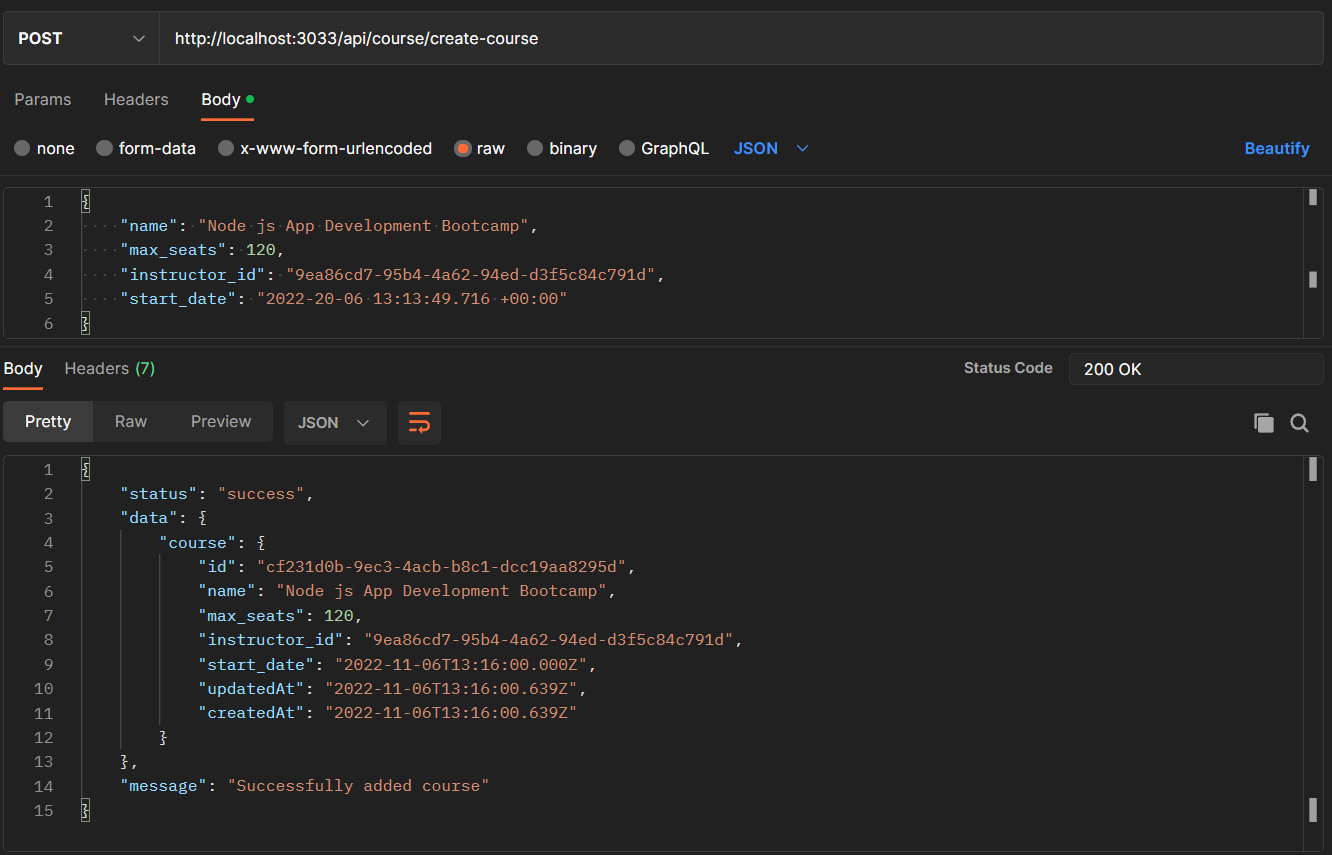 POST http://localhost:3033/api/course/create-course
Params Headers Body
none form-data x-www-form-urlencoded raw binary GraphQL JSON Beautify
1 {
2 "name": "Node js App Development Bootcamp",
3 "max_seats": 120,
4 "instructor_id": "9ea86cd7-95b4-4a62-94ed-d3f5c84c791d",
5 "start_date": "2022-20-06 13:13:49.716 +00:00"
6 }
Body Headers (7) Status Code 200 OK
Pretty Raw Preview JSON
1 {
2 "status": "success",
3 "data": {
4 "course": {
5 "id": "cf231d0b-9ec3-4acb-b8c1-dcc19aa8295d",
6 "name": "Node js App Development Bootcamp",
7 "max_seats": 120,
8 "instructor_id": "9ea86cd7-95b4-4a62-94ed-d3f5c84c791d",
9 "start_date": "2022-11-06T13:16:00.000Z",
10 "updatedAt": "2022-11-06T13:16:00.639Z",
11 "createdAt": "2022-11-06T13:16:00.639Z"
12 }
13 },
14 "message": "Successfully added course"
15 }